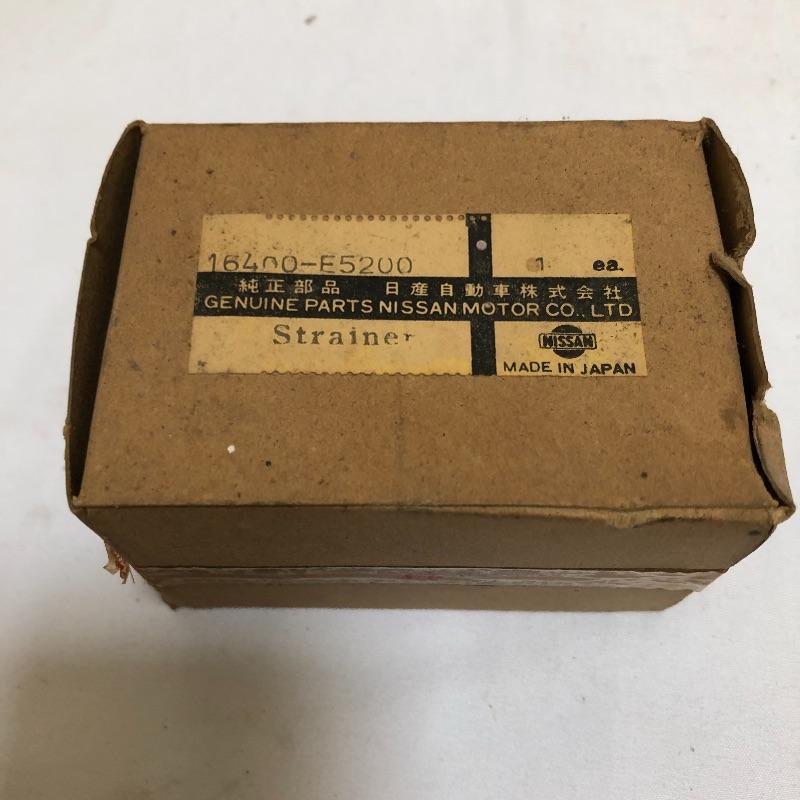 16400-E5200 1 ea.
純正部品 日産自動車株式会社
GENUINE PARTS NISSAN MOTOR CO., LTD
Strainer
NISSAN
MADE IN JAPAN